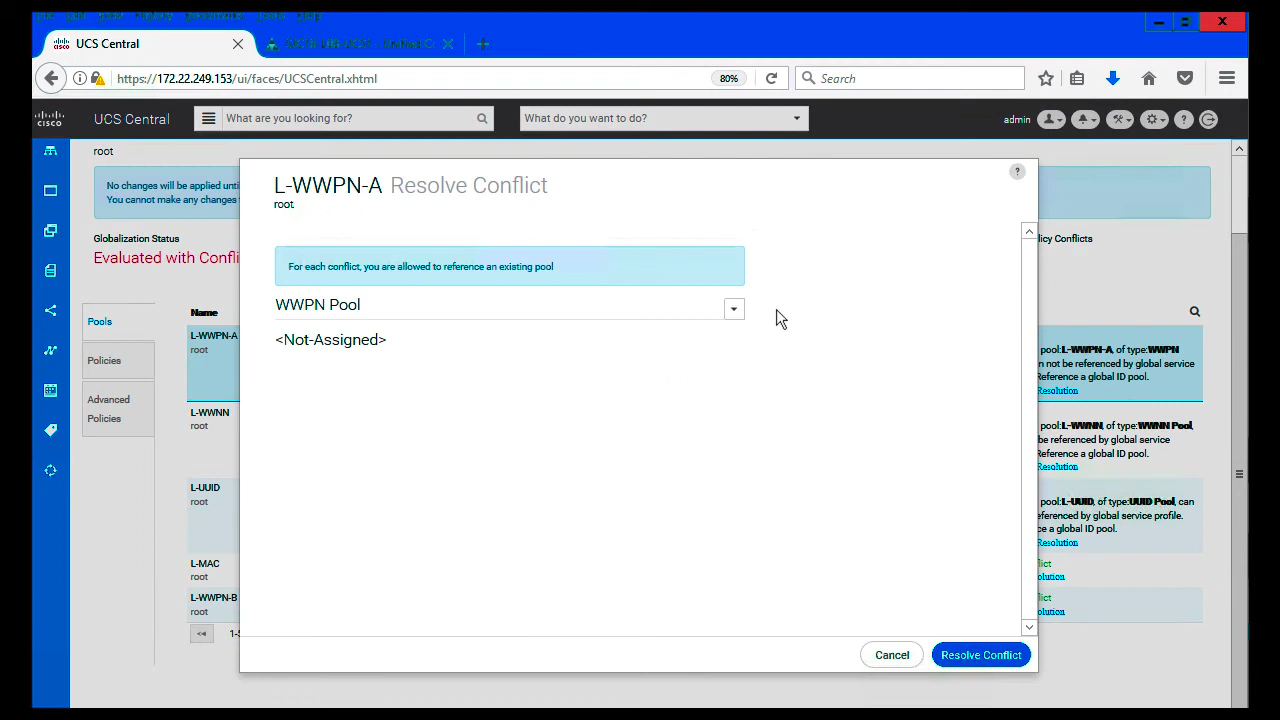 UCS Central
https://172.22.249.153/ui/faces/UCSCentral.xhtml
80%
Search
cisco
UCS Central
What are you looking for?
What do you want to do?
admin
root
No changes will be applied until
You cannot make any changes
Globalization Status
Evaluated with Confli
licy Conflicts
L-WWPN-A Resolve Conflict
root
?
For each conflict, you are allowed to reference an existing pool
WWPN Pool
<Not-Assigned>
Pools
Policies
Advanced
Policies
Name
L-WWPN-A
root
L-WWNN
root
L-UUID
root
L-MAC
root
L-WWPN-B
root
pool:L-WWPN-A, of type:WWPN
n not be referenced by global service
Reference a global ID pool.
Resolution
pool:L-WWNN, of type:WWNN Pool,
be referenced by global service
Reference a global ID pool.
Resolution
pool:L-UUID, of type:UUID Pool, can
eferenced by global service profile.
ce a global ID pool.
Resolution
lict
olution
lict
olution
Cancel
Resolve Conflict